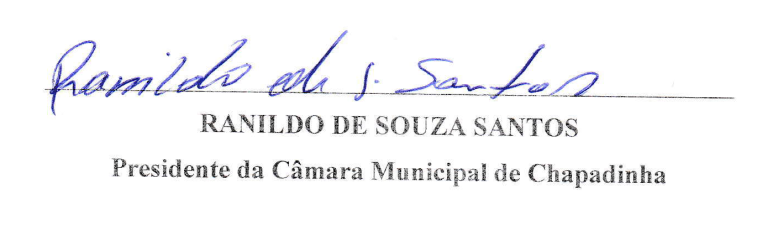 Ranildo de S. Santos
RANILDO DE SOUZA SANTOS
Presidente da Câmara Municipal de Chapadinha